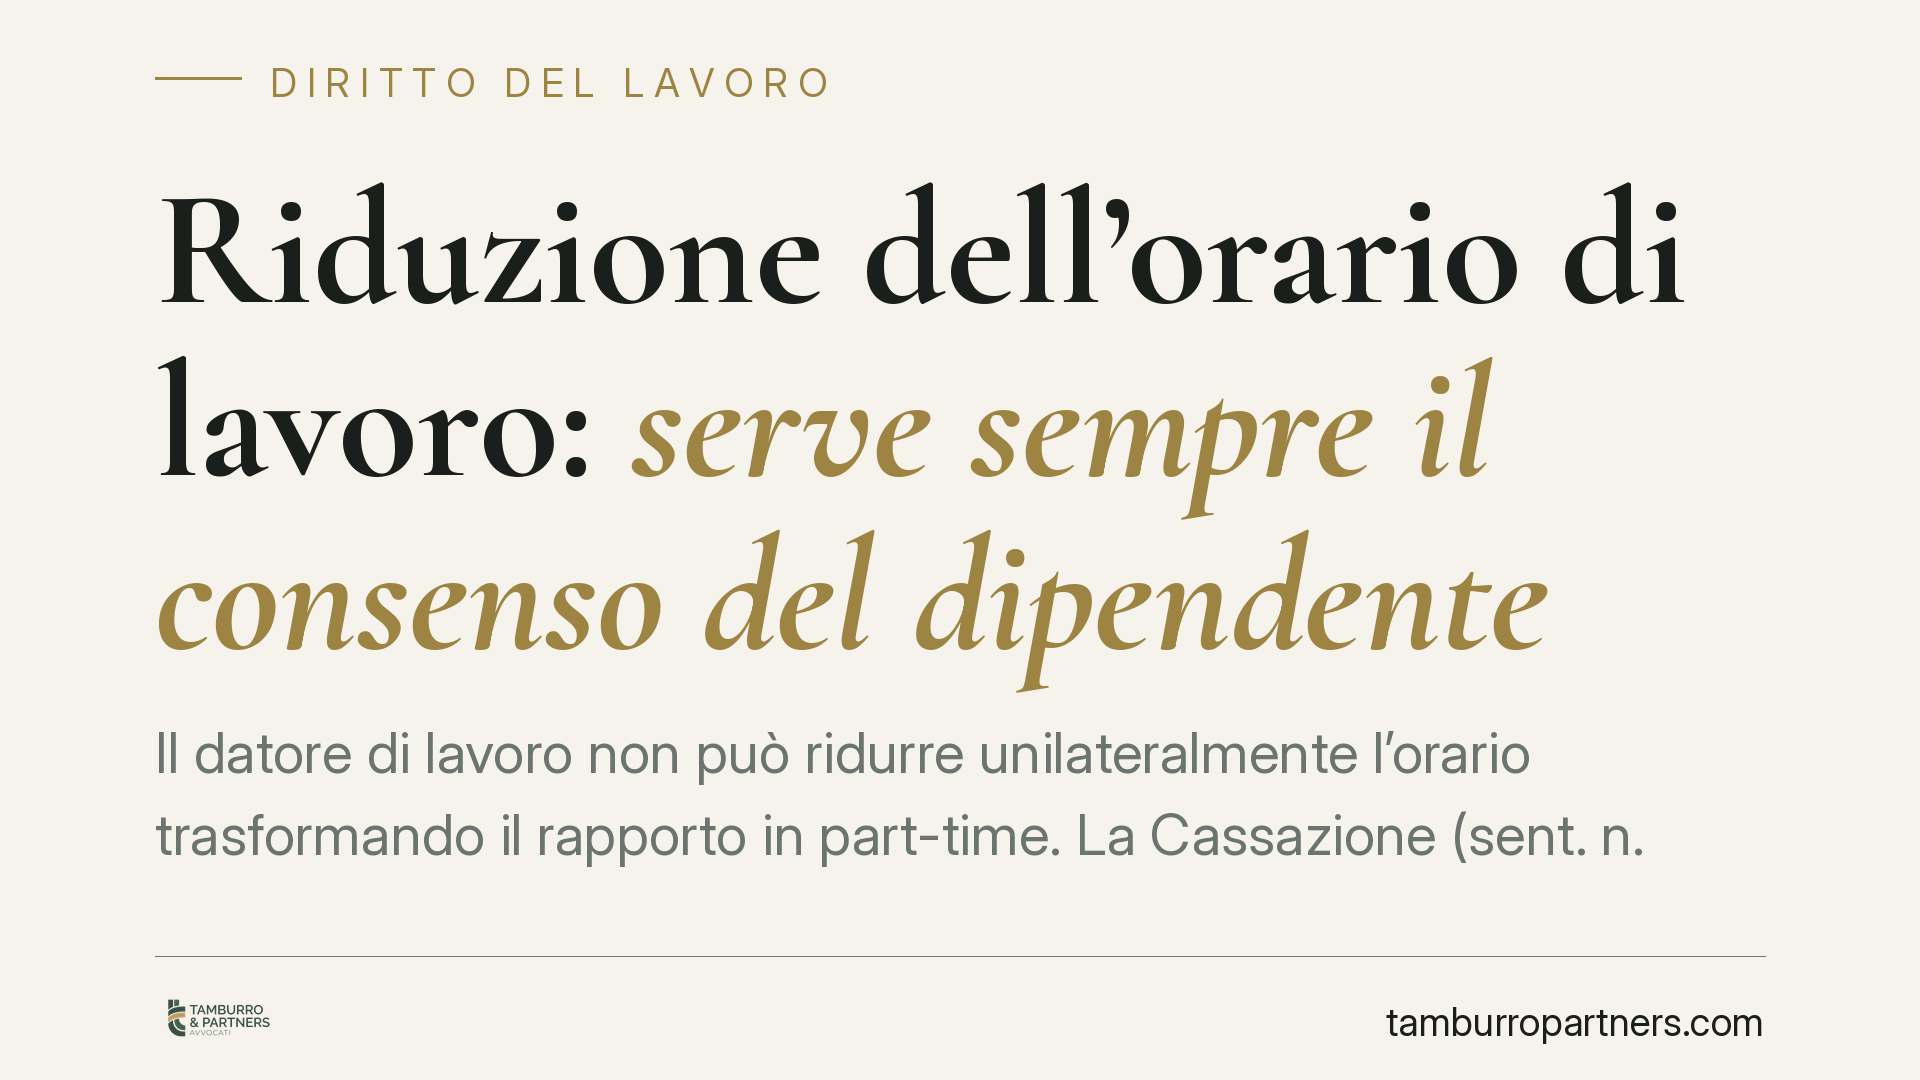 DIRITTO DEL LAVORO
Riduzione dell’orario di
lavoro: serve sempre il
consenso del dipendente
Il datore di lavoro non può ridurre unilateralmente l’orario
trasformando il rapporto in part-time. La Cassazione (sent. n.
TAMBURRO
& PARTNERS
AVVOCATI
tamburropartners.com